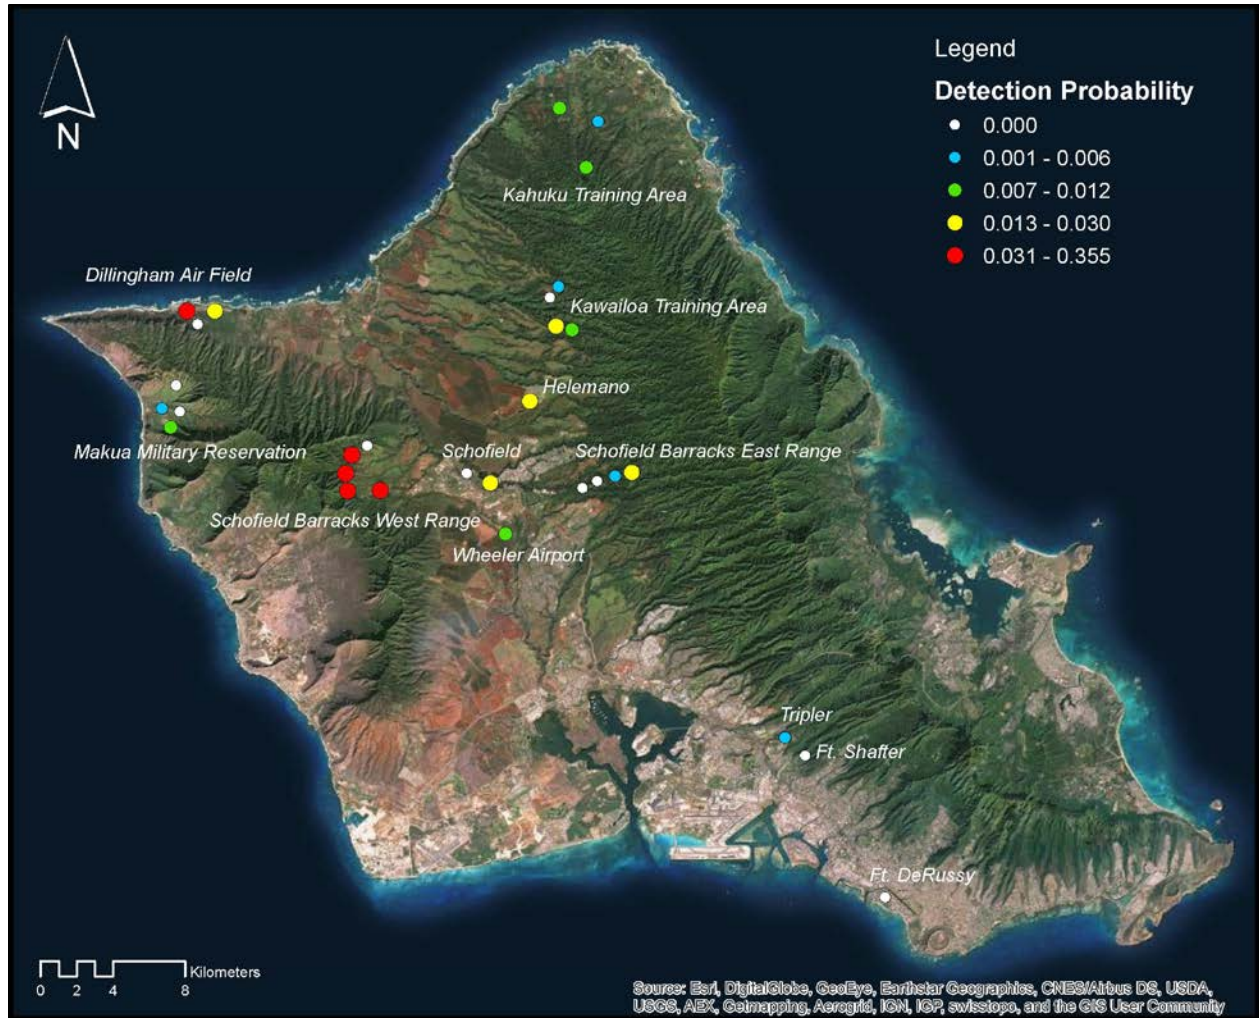 N
Legend
Detection Probability
0.000
0.001 - 0.006
0.007 - 0.012
0.013 - 0.030
0.031 - 0.355
Kahuku Training Area
Dillingham Air Field
Kawailoa Training Area
Helemano
Makua Military Reservation
Schofield
Schofield Barracks East Range
Schofield Barracks West Range
Wheeler Airport
Tripler
Ft. Shaffer
Ft. DeRussy
Kilometers
0 2 4 8
Source: Esri, DigitalGlobe, GeoEye, Earthstar Geographics, CNES/Airbus DS, USDA,
USGS, AEX, Getmapping, Aerogrid, IGN, IGP, swisstopo, and the GIS User Community